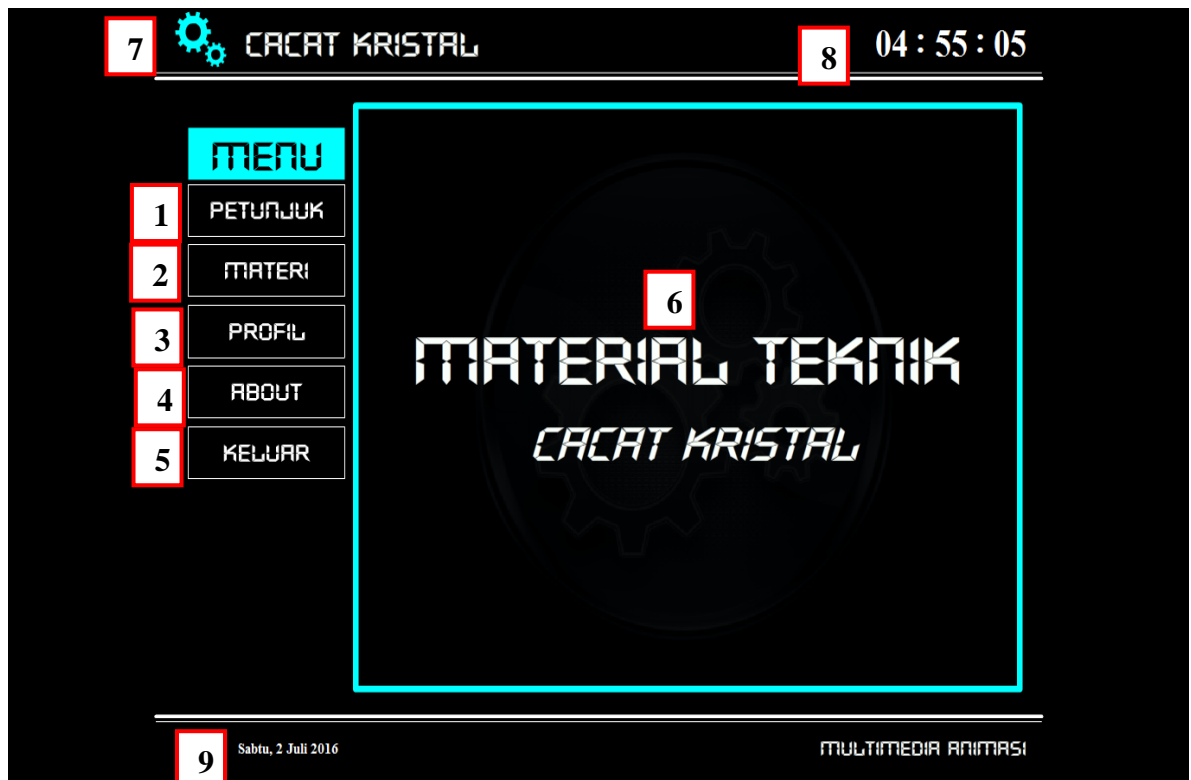 7 CACAT KRISTAL
8 04 : 55 : 05
MENU
1 PETUNJUK
2 MATERI
3 PROFIL
4 ABOUT
5 KELUAR
6
MATERIAL TEKNIK
CACAT KRISTAL
9 Sabtu, 2 Juli 2016
MULTIMEDIA ANIMASI